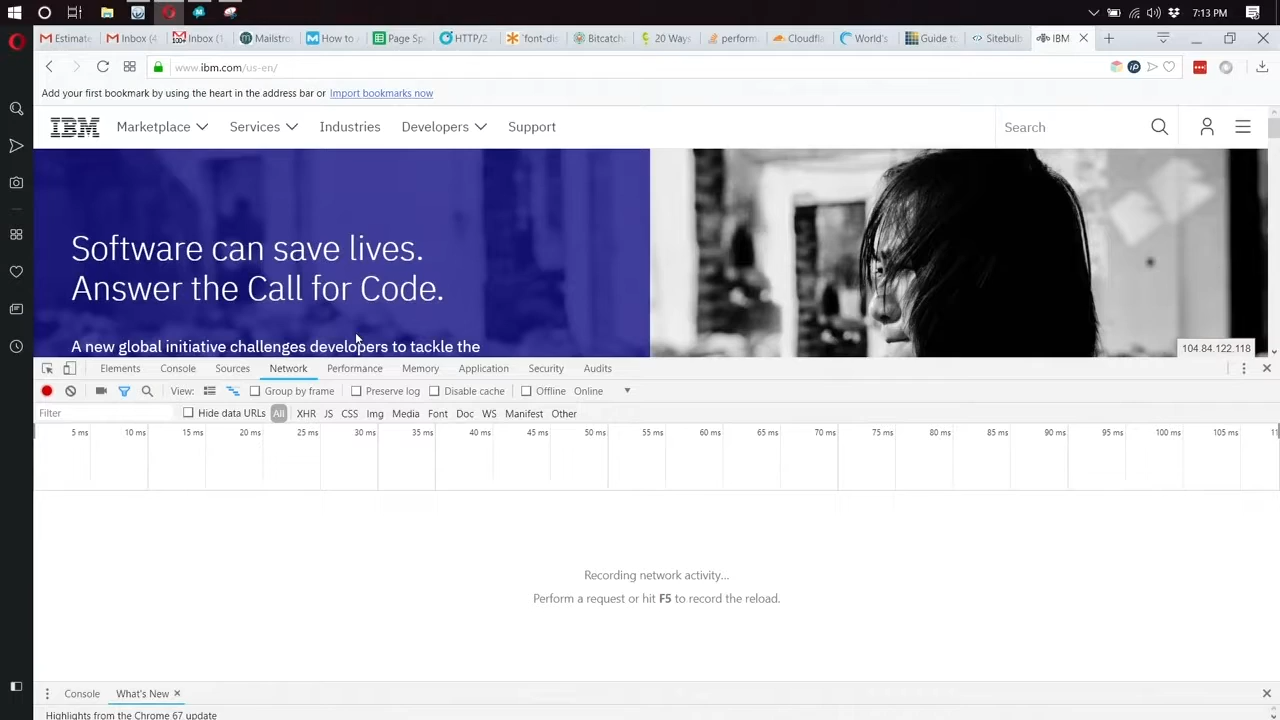 7:13 PM
Estimate
Inbox (4
100+ Inbox (1
Mailstro
How to
Page Sp
HTTP/2
"font-dis
Bitcatch
20 Ways
perform
Cloudfla
World's
Guide to
Sitebulb
IBM
www.ibm.com/us-en/
Add your first bookmark by using the heart in the address bar or Import bookmarks now
IBM Marketplace Services Industries Developers Support Search
Software can save lives.
Answer the Call for Code.
A new global initiative challenges developers to tackle the
104.84.122.118
Elements Console Sources Network Performance Memory Application Security Audits
View: Group by frame Preserve log Disable cache Offline Online
Filter Hide data URLs All XHR JS CSS Img Media Font Doc WS Manifest Other
5 ms 10 ms 15 ms 20 ms 25 ms 30 ms 35 ms 40 ms 45 ms 50 ms 55 ms 60 ms 65 ms 70 ms 75 ms 80 ms 85 ms 90 ms 95 ms 100 ms 105 ms 11
Recording network activity...
Perform a request or hit F5 to record the reload.
Console What's New
Highlights from the Chrome 67 update